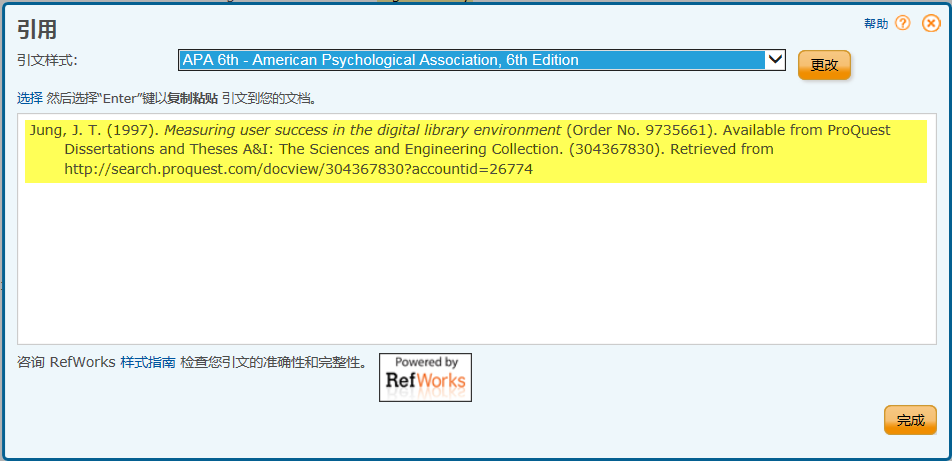 引用
帮助
引文样式:
APA 6th - American Psychological Association, 6th Edition
更改
选择 然后选择“Enter”键以复制粘贴 引文到您的文档。
Jung, J. T. (1997). Measuring user success in the digital library environment (Order No. 9735661). Available from ProQuest
Dissertations and Theses A&I: The Sciences and Engineering Collection. (304367830). Retrieved from
http://search.proquest.com/docview/304367830?accountid=26774
咨询 RefWorks 样式指南 检查您引文的准确性和完整性。
Powered by
RefWorks
完成